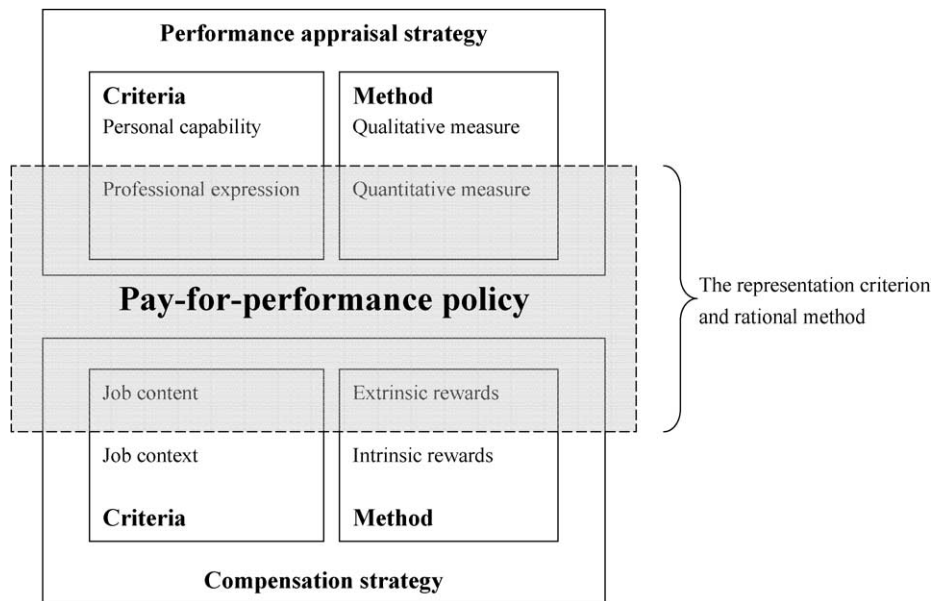 Performance appraisal strategy
Criteria
Personal capability
Professional expression
Method
Qualitative measure
Quantitative measure
Pay-for-performance policy
The representation criterion
and rational method
Job content
Job context
Criteria
Extrinsic rewards
Intrinsic rewards
Method
Compensation strategy